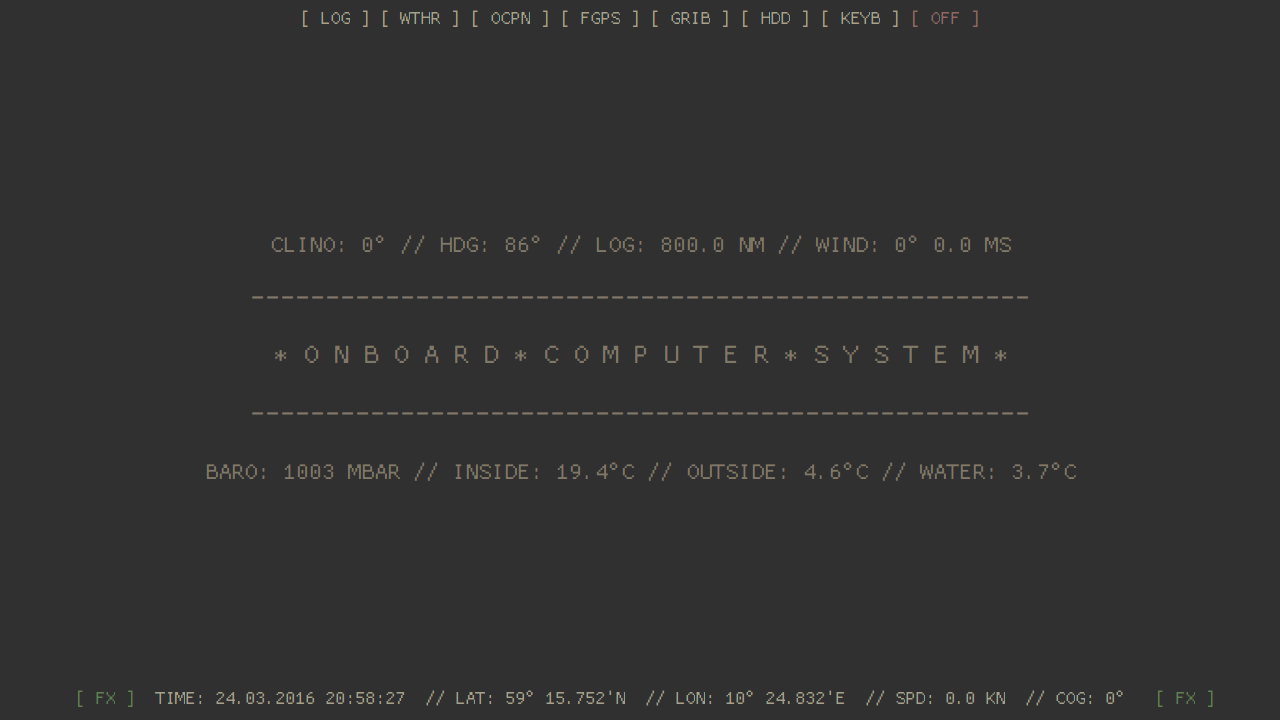 [ LOG ] [ WTHR ] [ OCPN ] [ FGPS ] [ GRIB ] [ HDD ] [ KEYB ] [ OFF ]
CLINO: 0° // HDG: 86° // LOG: 800.0 NM // WIND: 0° 0.0 MS
----------------------------------------------------
* O N B O A R D * C O M P U T E R * S Y S T E M *
----------------------------------------------------
BARO: 1003 MBAR // INSIDE: 19.4°C // OUTSIDE: 4.6°C // WATER: 3.7°C
[ FX ] TIME: 24.03.2016 20:58:27 // LAT: 59° 15.752'N // LON: 10° 24.832'E // SPD: 0.0 KN // COG: 0° [ FX ]